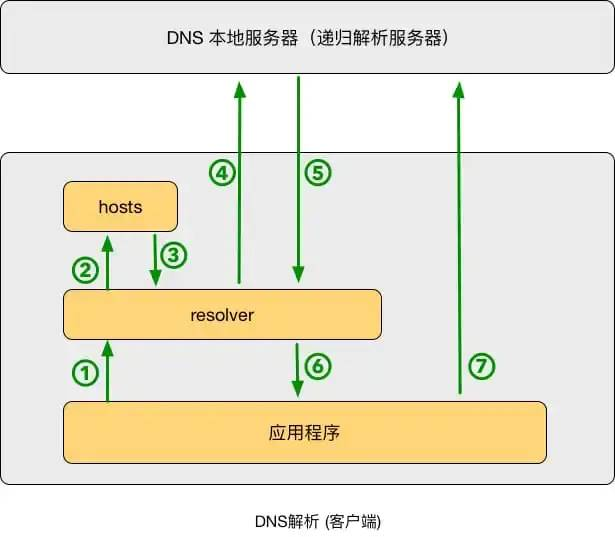 DNS 本地服务器（递归解析服务器）
④
⑤
hosts
②
③
resolver
①
⑥
⑦
应用程序
DNS解析 (客户端)